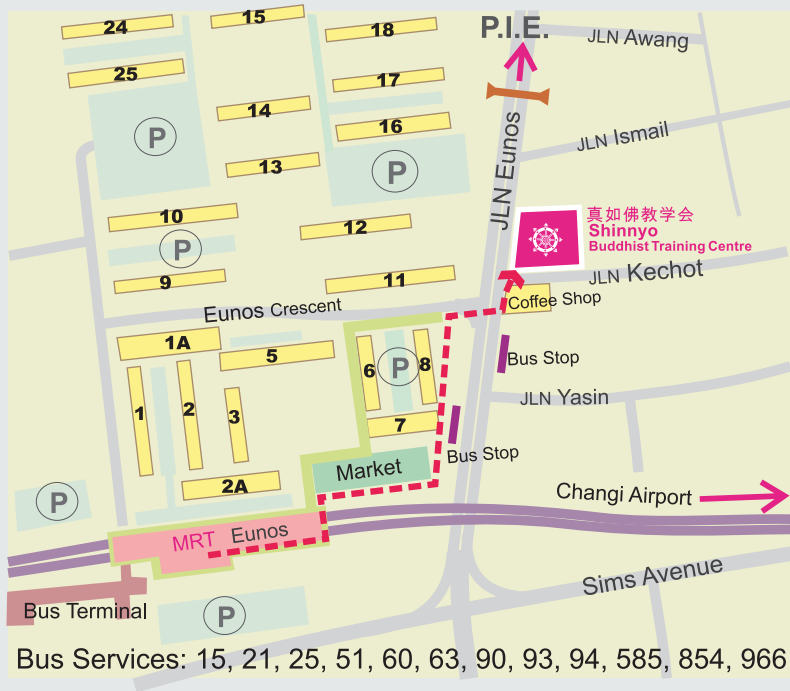 24
15
18
P.I.E.
JLN Awang
25
17
14
16
JLN Ismail
P
P
13
JLN Eunos
真如佛教学会
Shinnyo
Buddhist Training Centre
10
12
P
9
11
JLN Kechot
Coffee Shop
Eunos Crescent
1A
5
6
P
8
Bus Stop
1
2
3
7
JLN Yasin
Bus Stop
Market
2A
P
Changi Airport
MRT Eunos
Sims Avenue
Bus Terminal
P
Bus Services: 15, 21, 25, 51, 60, 63, 90, 93, 94, 585, 854, 966